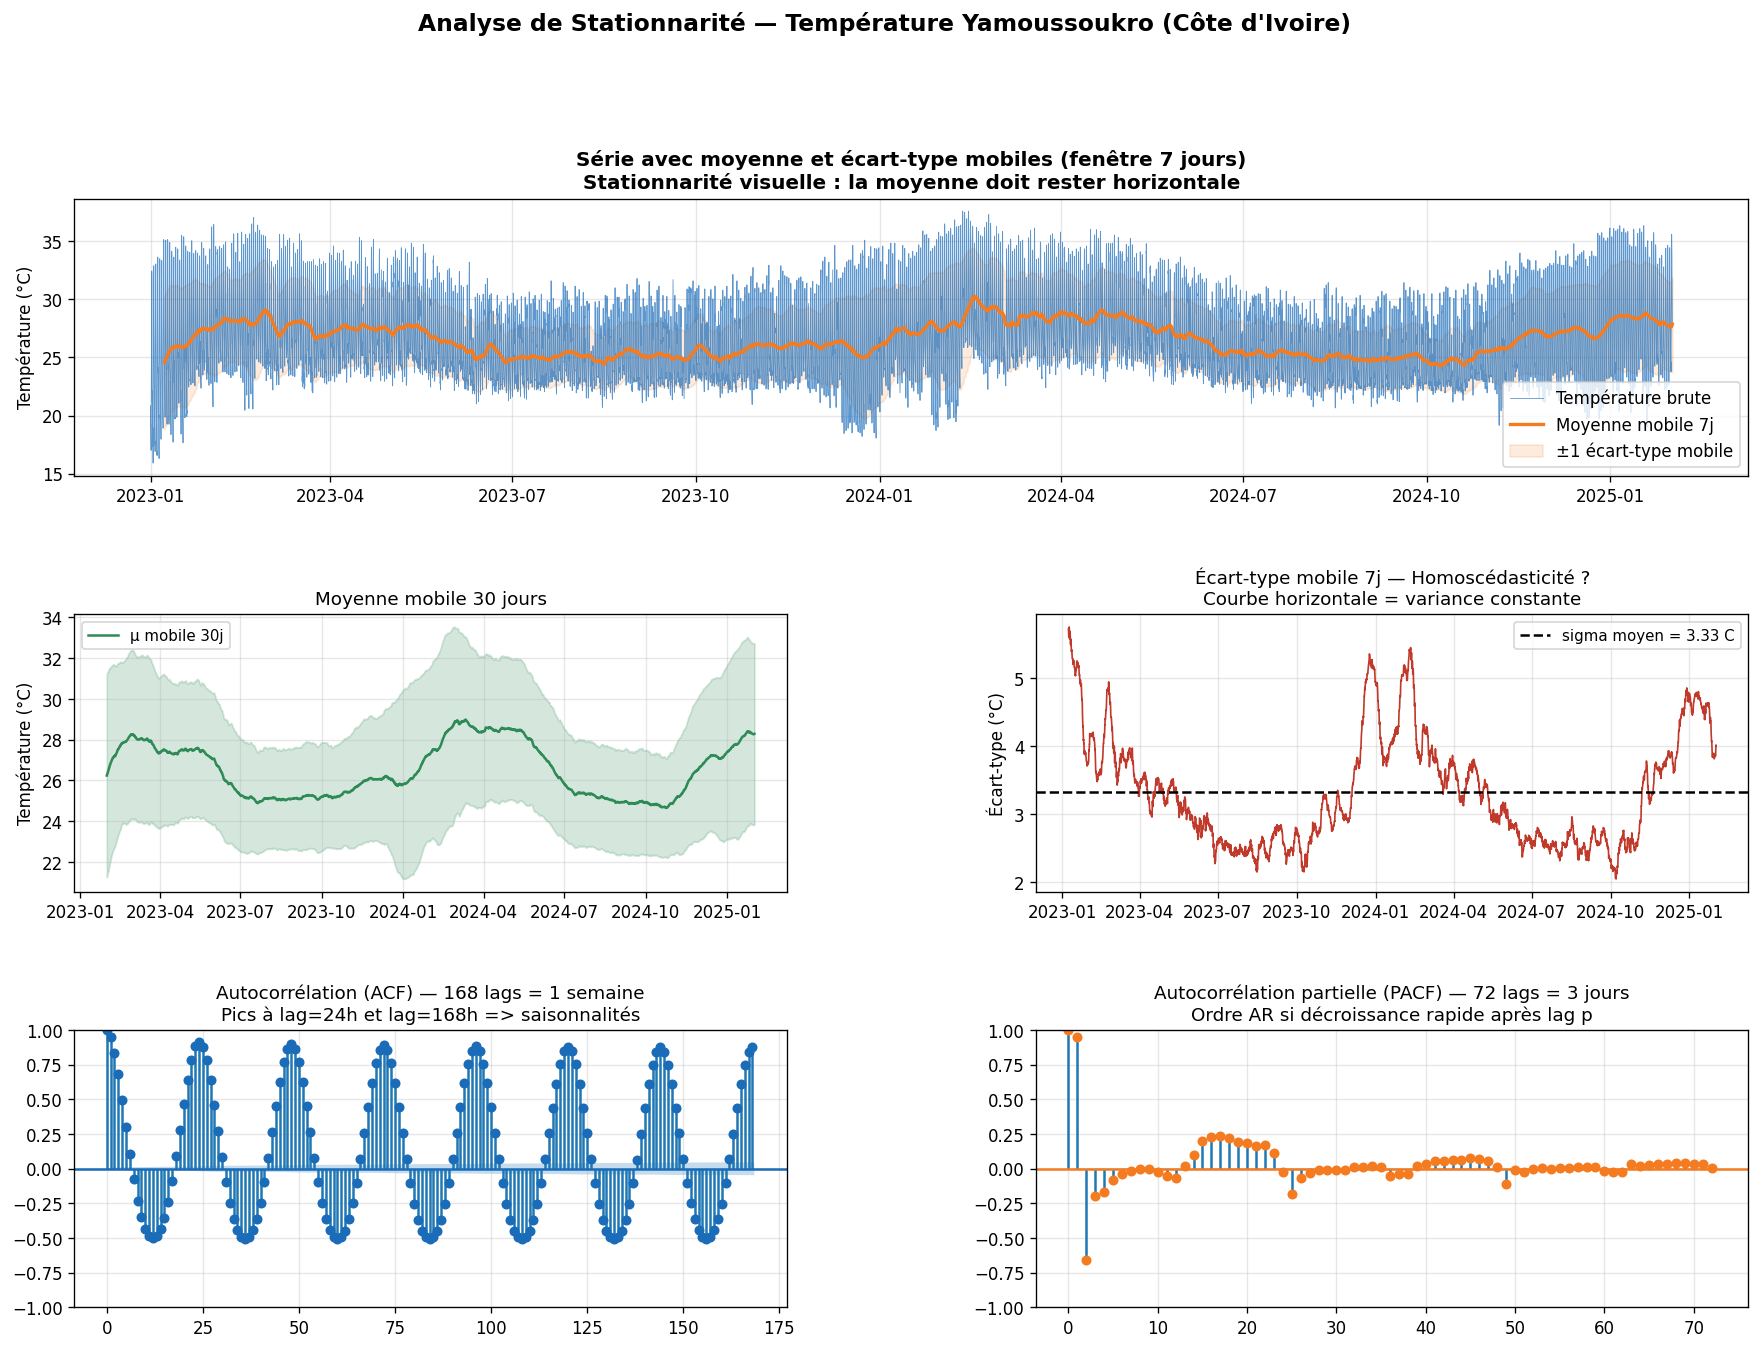 Analyse de Stationnarité — Température Yamoussoukro (Côte d'Ivoire)
Série avec moyenne et écart-type mobiles (fenêtre 7 jours)
Stationnarité visuelle : la moyenne doit rester horizontale
Température (°C)
35
30
25
20
15
Température brute
Moyenne mobile 7j
±1 écart-type mobile
2023-01 2023-04 2023-07 2023-10 2024-01 2024-04 2024-07 2024-10 2025-01
Moyenne mobile 30 jours
Température (°C)
34
32
30
28
26
24
22
μ mobile 30j
2023-01 2023-04 2023-07 2023-10 2024-01 2024-04 2024-07 2024-10 2025-01
Écart-type mobile 7j — Homoscédasticité ?
Courbe horizontale = variance constante
Écart-type (°C)
5
4
3
2
sigma moyen = 3.33 C
2023-01 2023-04 2023-07 2023-10 2024-01 2024-04 2024-07 2024-10 2025-01
Autocorrélation (ACF) — 168 lags = 1 semaine
Pics à lag=24h et lag=168h => saisonnalités
1.00
0.75
0.50
0.25
0.00
−0.25
−0.50
−0.75
−1.00
0 25 50 75 100 125 150 175
Autocorrélation partielle (PACF) — 72 lags = 3 jours
Ordre AR si décroissance rapide après lag p
1.00
0.75
0.50
0.25
0.00
−0.25
−0.50
−0.75
−1.00
0 10 20 30 40 50 60 70